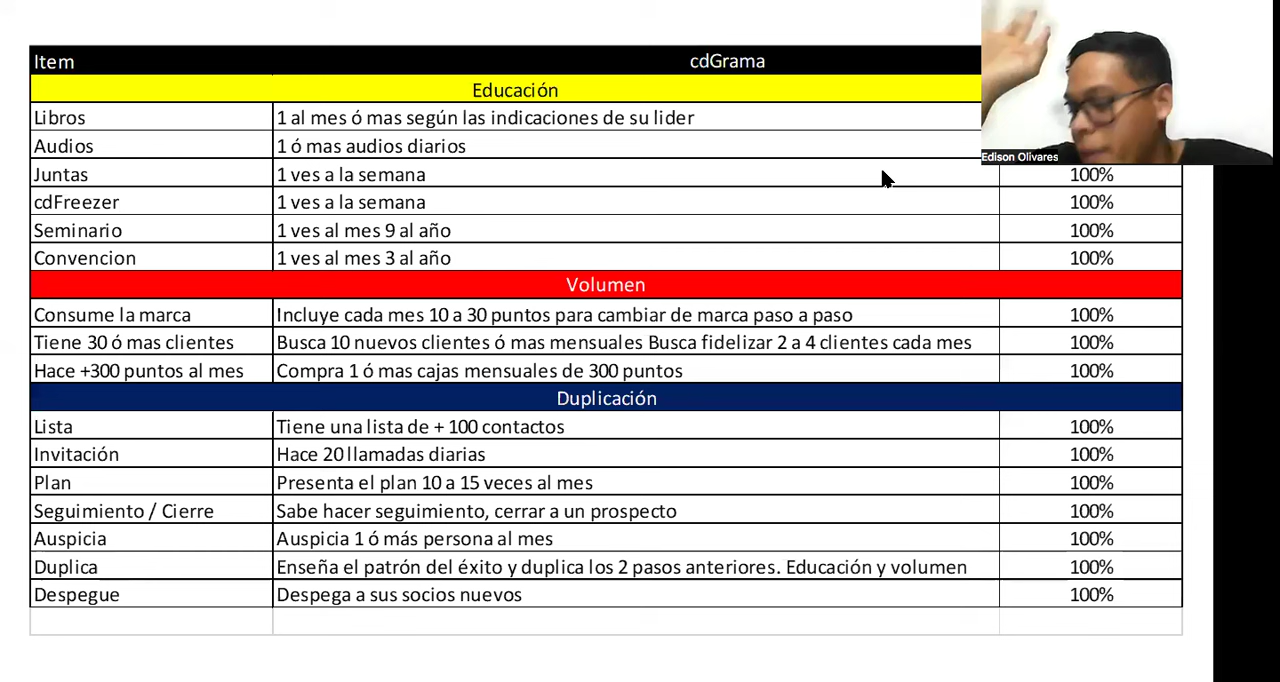 Item cdGrama
Educación
Edison Olivares
Libros 1 al mes ó mas según las indicaciones de su lider
Audios 1 ó mas audios diarios
Juntas 1 ves a la semana 100%
cdFreezer 1 ves a la semana 100%
Seminario 1 ves al mes 9 al año 100%
Convencion 1 ves al mes 3 al año 100%
Volumen
Consume la marca Incluye cada mes 10 a 30 puntos para cambiar de marca paso a paso 100%
Tiene 30 ó mas clientes Busca 10 nuevos clientes ó mas mensuales Busca fidelizar 2 a 4 clientes cada mes 100%
Hace +300 puntos al mes Compra 1 ó mas cajas mensuales de 300 puntos 100%
Duplicación
Lista Tiene una lista de + 100 contactos 100%
Invitación Hace 20 llamadas diarias 100%
Plan Presenta el plan 10 a 15 veces al mes 100%
Seguimiento / Cierre Sabe hacer seguimiento, cerrar a un prospecto 100%
Auspicia Auspicia 1 ó más persona al mes 100%
Duplica Enseña el patrón del éxito y duplica los 2 pasos anteriores. Educación y volumen 100%
Despegue Despega a sus socios nuevos 100%